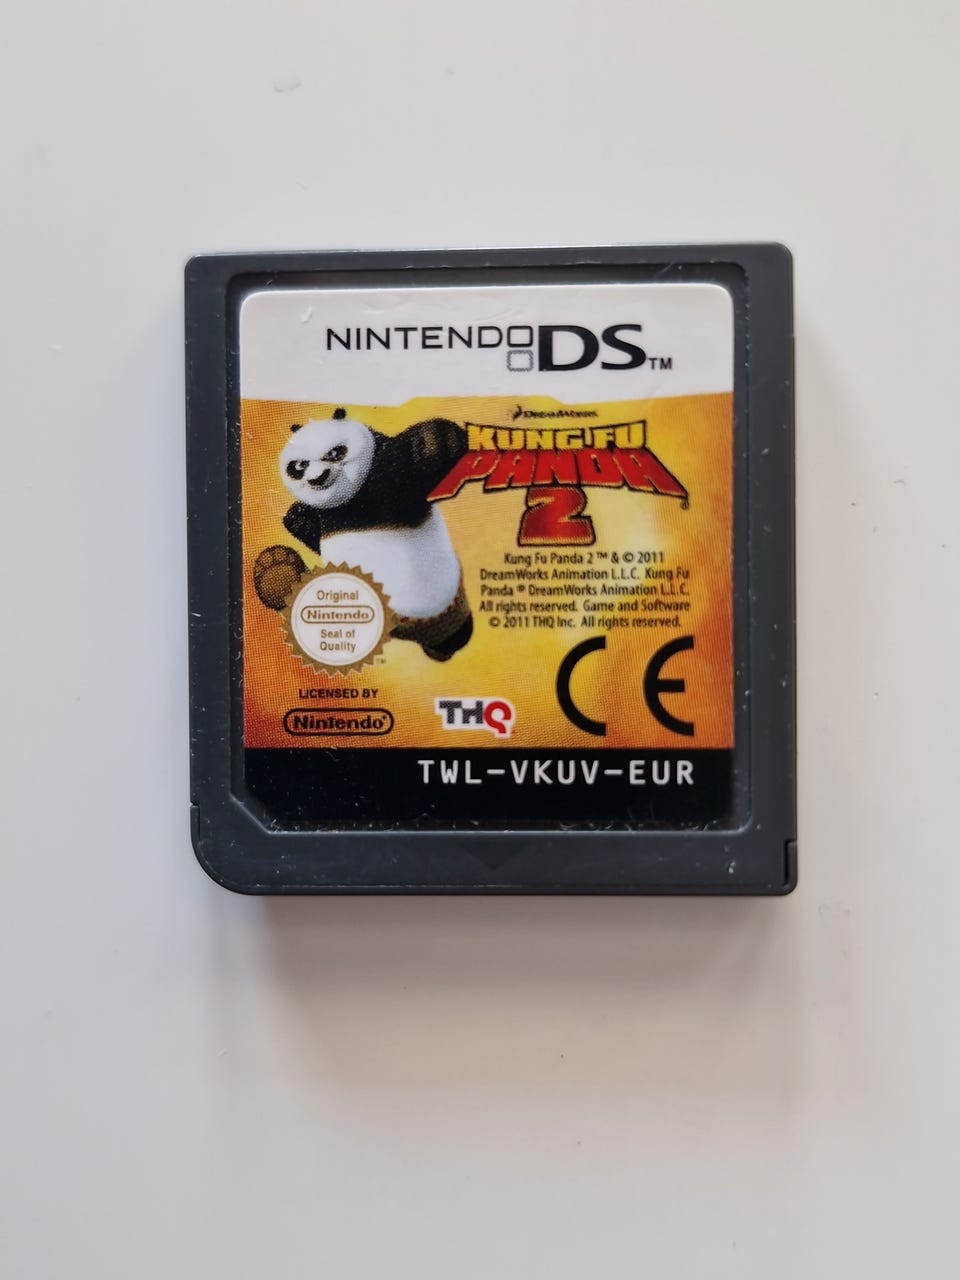 NINTENDO DS™
DREAMWORKS
KUNG FU
PANDA
2
Kung Fu Panda 2 ™ & © 2011
DreamWorks Animation L.L.C. Kung Fu
Panda ® DreamWorks Animation L.L.C.
All rights reserved. Game and Software
© 2011 THQ Inc. All rights reserved.
Original
Nintendo
Seal of
Quality
™
LICENSED BY
Nintendo®
THQ
CE
TWL-VKUV-EUR